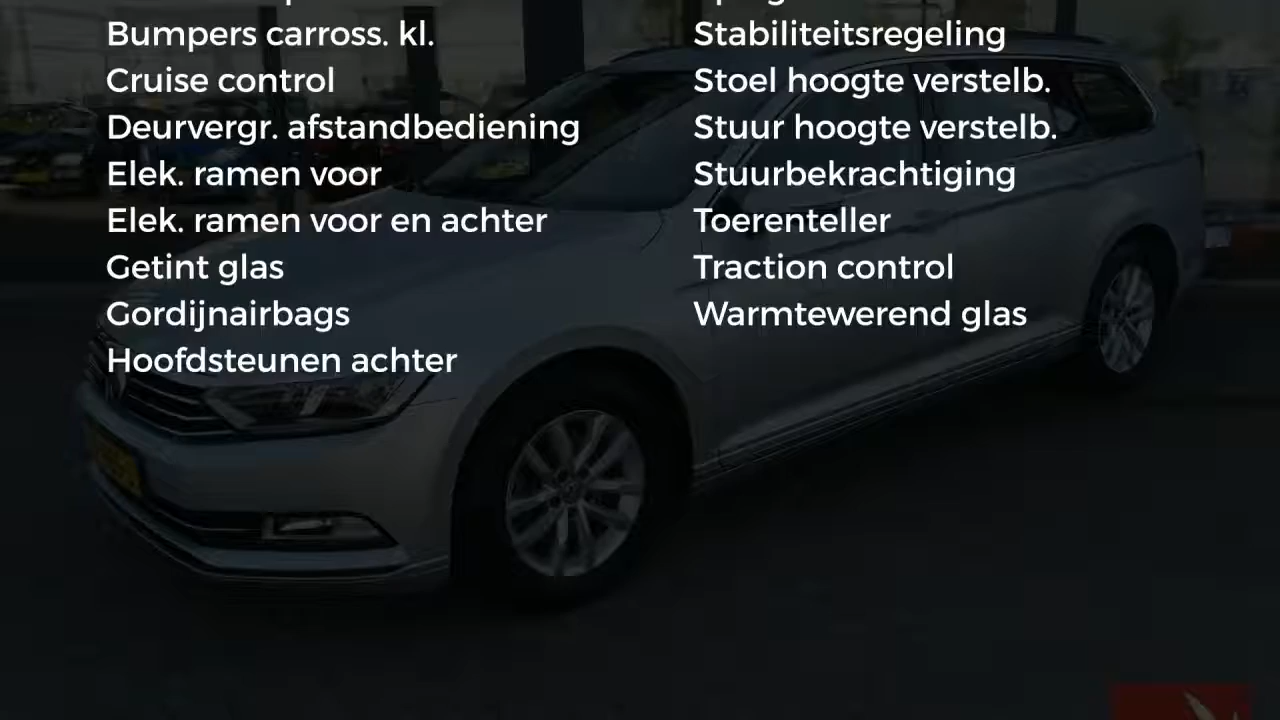 Bumpers carross. kl.
Cruise control
Deurvergr. afstandbediening
Elek. ramen voor
Elek. ramen voor en achter
Getint glas
Gordijnairbags
Hoofdsteunen achter
Stabiliteitsregeling
Stoel hoogte verstelb.
Stuur hoogte verstelb.
Stuurbekrachtiging
Toerenteller
Traction control
Warmtewerend glas